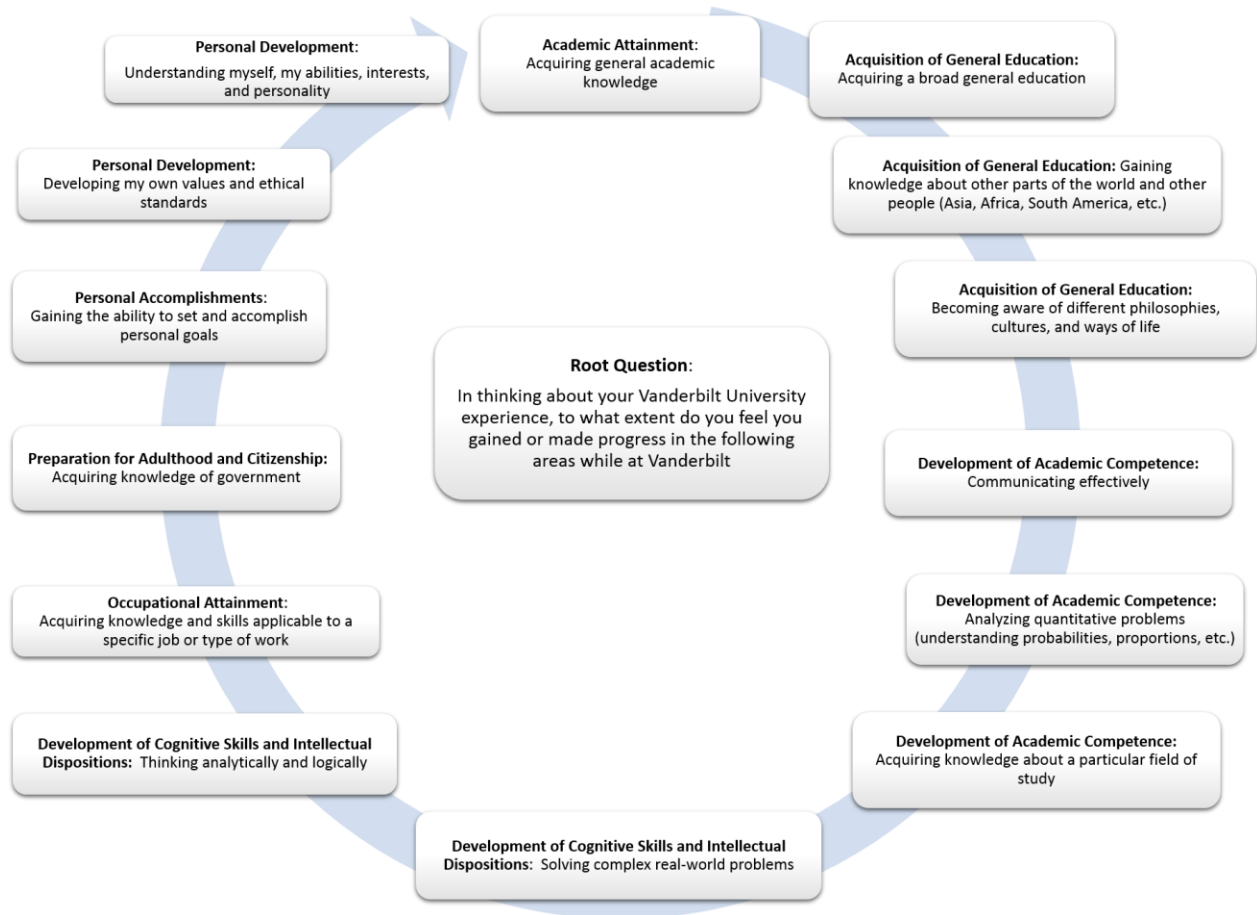 Academic Attainment:
Acquiring general academic
knowledge
Acquisition of General Education:
Acquiring a broad general education
Acquisition of General Education: Gaining
knowledge about other parts of the world and other
people (Asia, Africa, South America, etc.)
Acquisition of General Education:
Becoming aware of different philosophies,
cultures, and ways of life
Development of Academic Competence:
Communicating effectively
Development of Academic Competence:
Analyzing quantitative problems
(understanding probabilities, proportions, etc.)
Development of Academic Competence:
Acquiring knowledge about a particular field of
study
Development of Cognitive Skills and Intellectual
Dispositions: Solving complex real-world problems
Development of Cognitive Skills and Intellectual
Dispositions: Thinking analytically and logically
Occupational Attainment:
Acquiring knowledge and skills applicable to a
specific job or type of work
Preparation for Adulthood and Citizenship:
Acquiring knowledge of government
Personal Accomplishments:
Gaining the ability to set and accomplish
personal goals
Personal Development:
Developing my own values and ethical
standards
Personal Development:
Understanding myself, my abilities, interests,
and personality
Root Question:
In thinking about your Vanderbilt University
experience, to what extent do you feel you
gained or made progress in the following
areas while at Vanderbilt